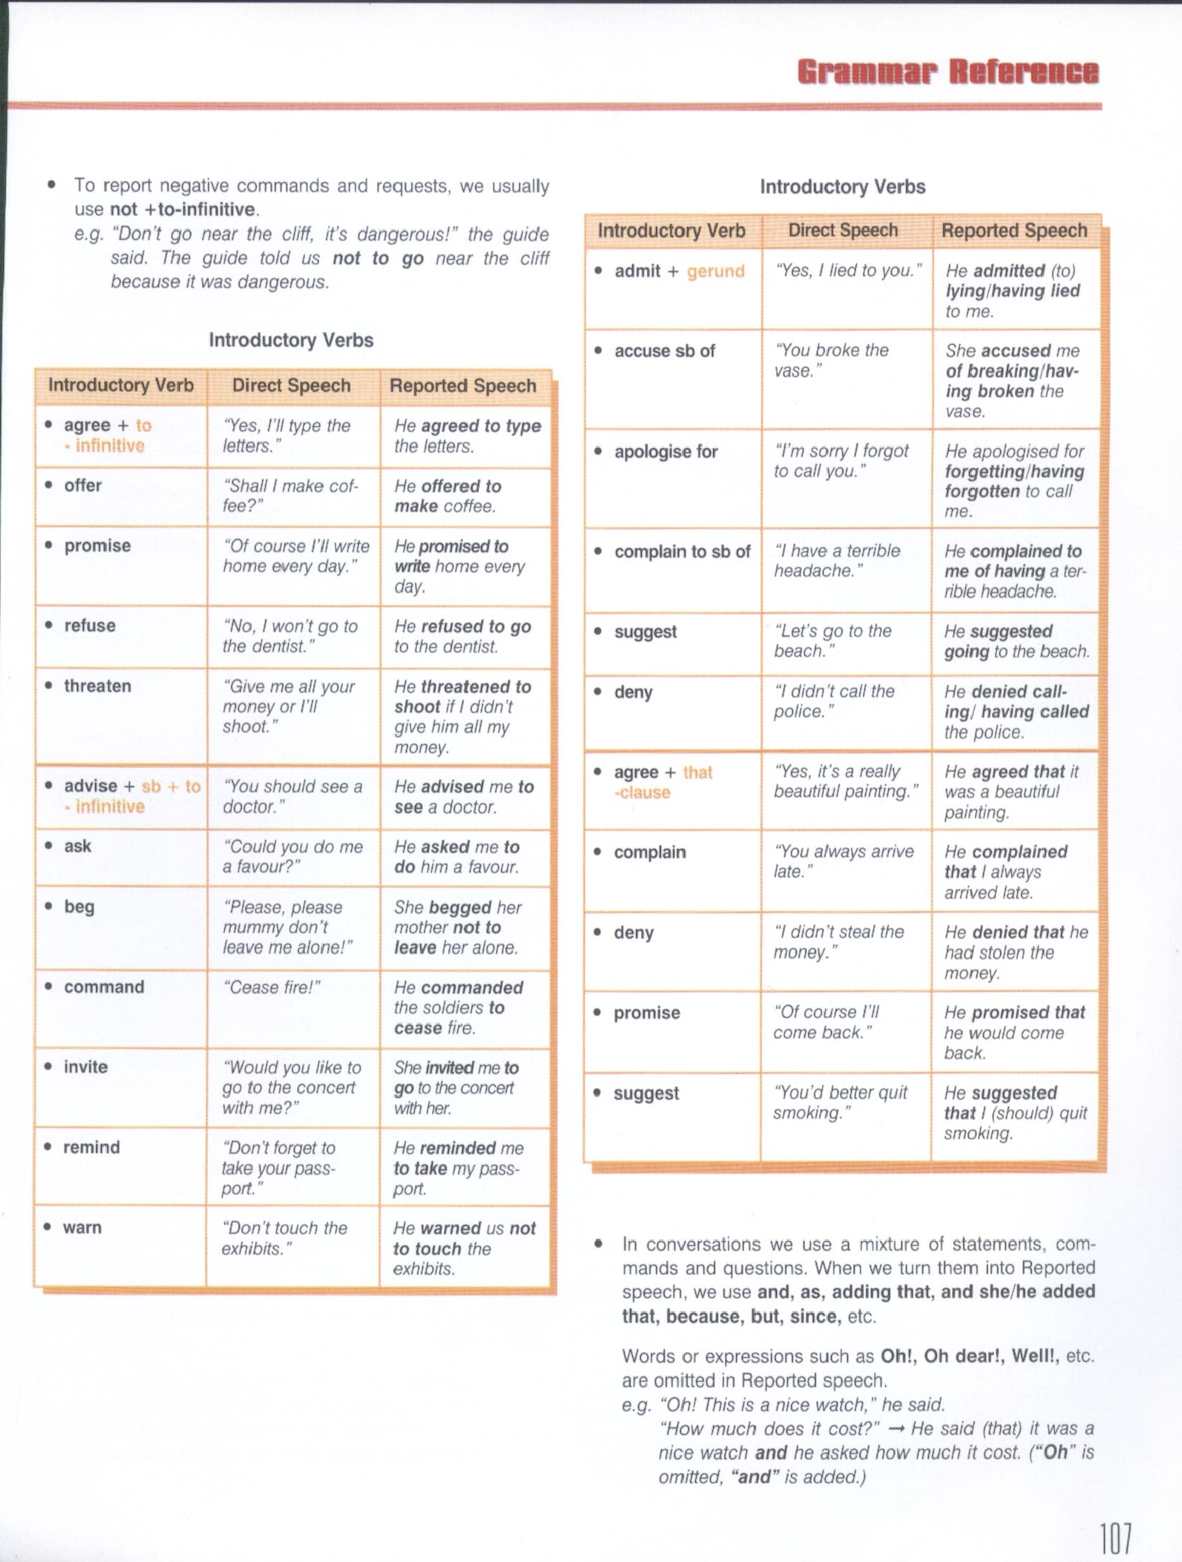 Grammar Reference
• To report negative commands and requests, we usually
use not +to-infinitive.
e.g. "Don't go near the cliff, it's dangerous!" the guide
said. The guide told us not to go near the cliff
because it was dangerous.
Introductory Verbs
Introductory Verb Direct Speech Reported Speech
• agree + to "Yes, I'll type the He agreed to type
- infinitive letters." the letters.
• offer "Shall I make cof- He offered to
fee?" make coffee.
• promise "Of course I'll write He promised to
home every day." write home every
day.
• refuse "No, I won't go to He refused to go
the dentist." to the dentist.
• threaten "Give me all your He threatened to
money or I'll shoot if I didn't
shoot." give him all my
money.
• advise + sb + to "You should see a He advised me to
- infinitive doctor." see a doctor.
• ask "Could you do me He asked me to
a favour?" do him a favour.
• beg "Please, please She begged her
mummy don't mother not to
leave me alone!" leave her alone.
• command "Cease fire!" He commanded
the soldiers to
cease fire.
• invite "Would you like to She invited me to
go to the concert go to the concert
with me?" with her.
• remind "Don't forget to He reminded me
take your pass- to take my pass-
port." port.
• warn "Don't touch the He warned us not
exhibits." to touch the
exhibits.
Introductory Verbs
Introductory Verb Direct Speech Reported Speech
• admit + gerund "Yes, I lied to you." He admitted (to)
lying/having lied
to me.
• accuse sb of "You broke the She accused me
vase." of breaking/hav-
ing broken the
vase.
• apologise for "I'm sorry I forgot He apologised for
to call you." forgetting/having
forgotten to call
me.
• complain to sb of "I have a terrible He complained to
headache." me of having a ter-
rible headache.
• suggest "Let's go to the He suggested
beach." going to the beach.
• deny "I didn't call the He denied call-
police." ing/ having called
the police.
• agree + that "Yes, it's a really He agreed that it
-clause beautiful painting." was a beautiful
painting.
• complain "You always arrive He complained
late." that I always
arrived late.
• deny "I didn't steal the He denied that he
money." had stolen the
money.
• promise "Of course I'll He promised that
come back." he would come
back.
• suggest "You'd better quit He suggested
smoking." that I (should) quit
smoking.
• In conversations we use a mixture of statements, com-
mands and questions. When we turn them into Reported
speech, we use and, as, adding that, and she/he added
that, because, but, since, etc.
Words or expressions such as Oh!, Oh dear!, Well!, etc.
are omitted in Reported speech.
e.g. "Oh! This is a nice watch," he said.
"How much does it cost?" → He said (that) it was a
nice watch and he asked how much it cost. ("Oh" is
omitted, "and" is added.)
107